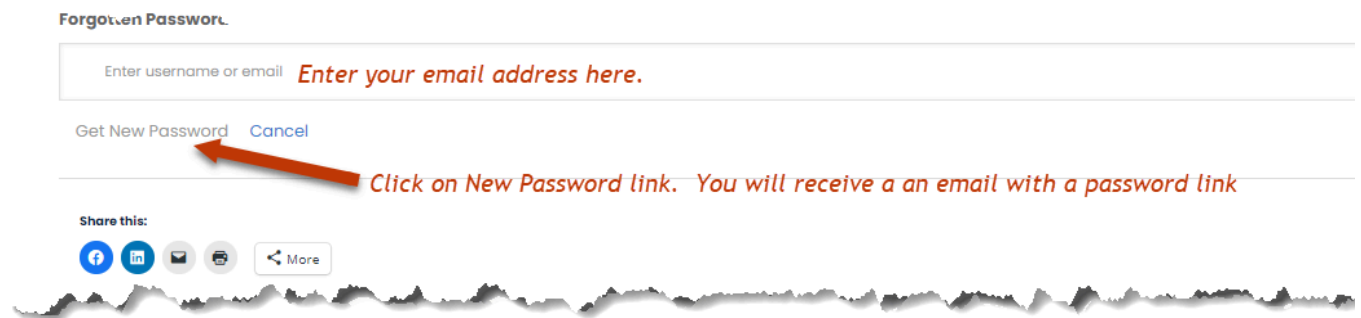 Forgotten Password
Enter username or email Enter your email address here.
Get New Password Cancel
Click on New Password link. You will receive a an email with a password link
Share this:
More